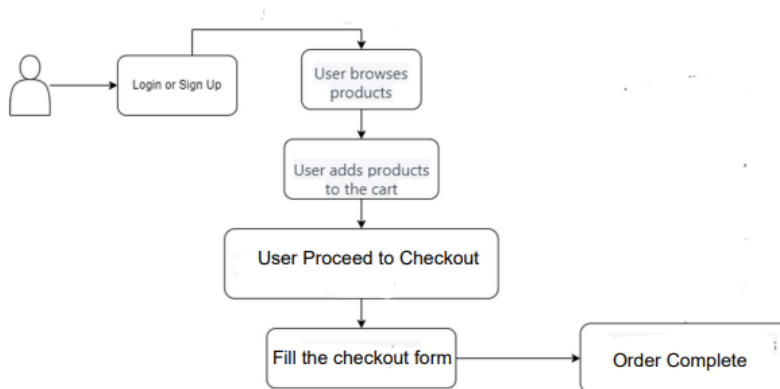 Login or Sign Up
User browses
products
User adds products
to the cart
User Proceed to Checkout
Fill the checkout form
Order Complete